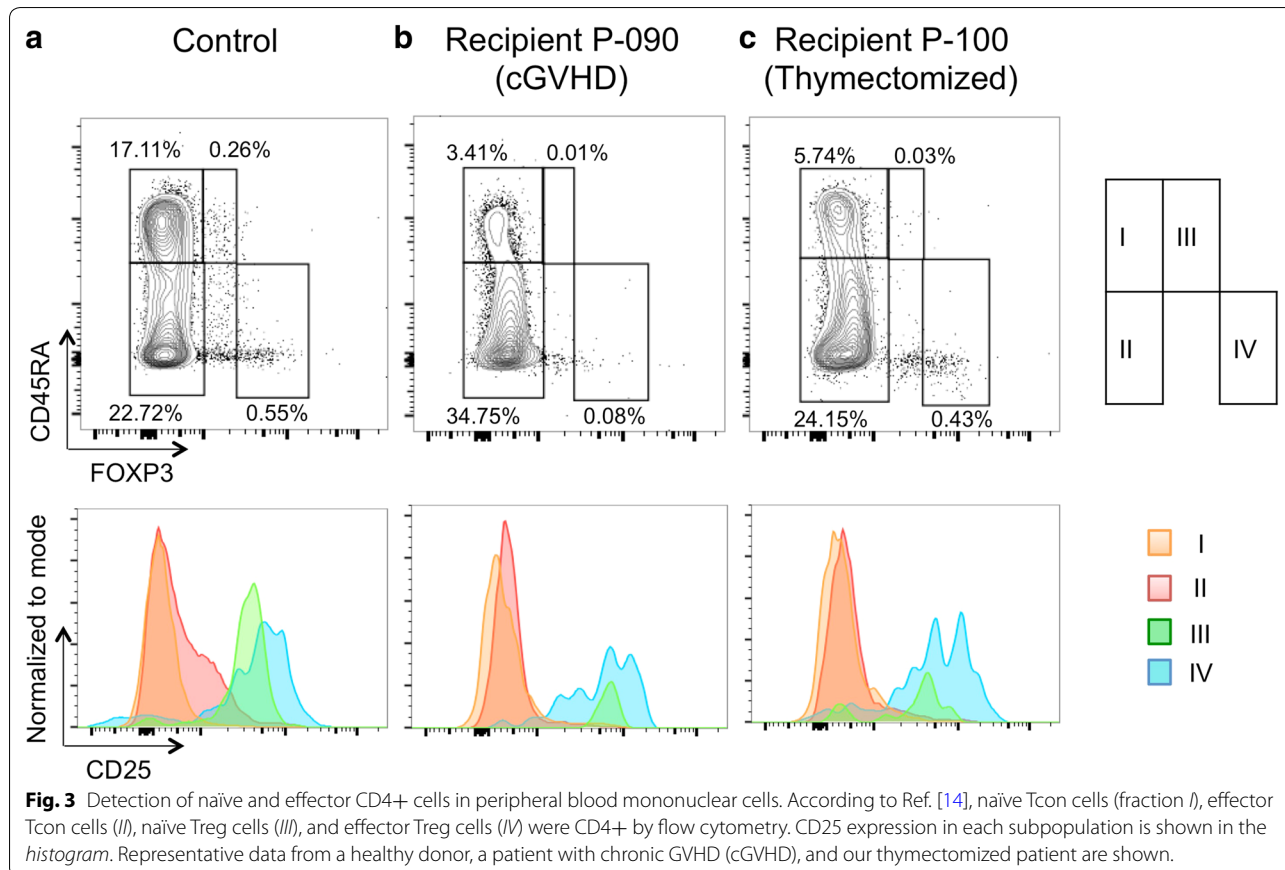 a Control
b Recipient P-090
(cGVHD)
c Recipient P-100
(Thymectomized)
17.11% 0.26%
22.72% 0.55%
3.41% 0.01%
34.75% 0.08%
5.74% 0.03%
24.15% 0.43%
CD45RA
FOXP3
I III
II IV
Normalized to mode
CD25
I
II
III
IV
Fig. 3 Detection of naïve and effector CD4+ cells in peripheral blood mononuclear cells. According to Ref. [14], naïve Tcon cells (fraction I), effector
Tcon cells (II), naïve Treg cells (III), and effector Treg cells (IV) were CD4+ by flow cytometry. CD25 expression in each subpopulation is shown in the
histogram. Representative data from a healthy donor, a patient with chronic GVHD (cGVHD), and our thymectomized patient are shown.